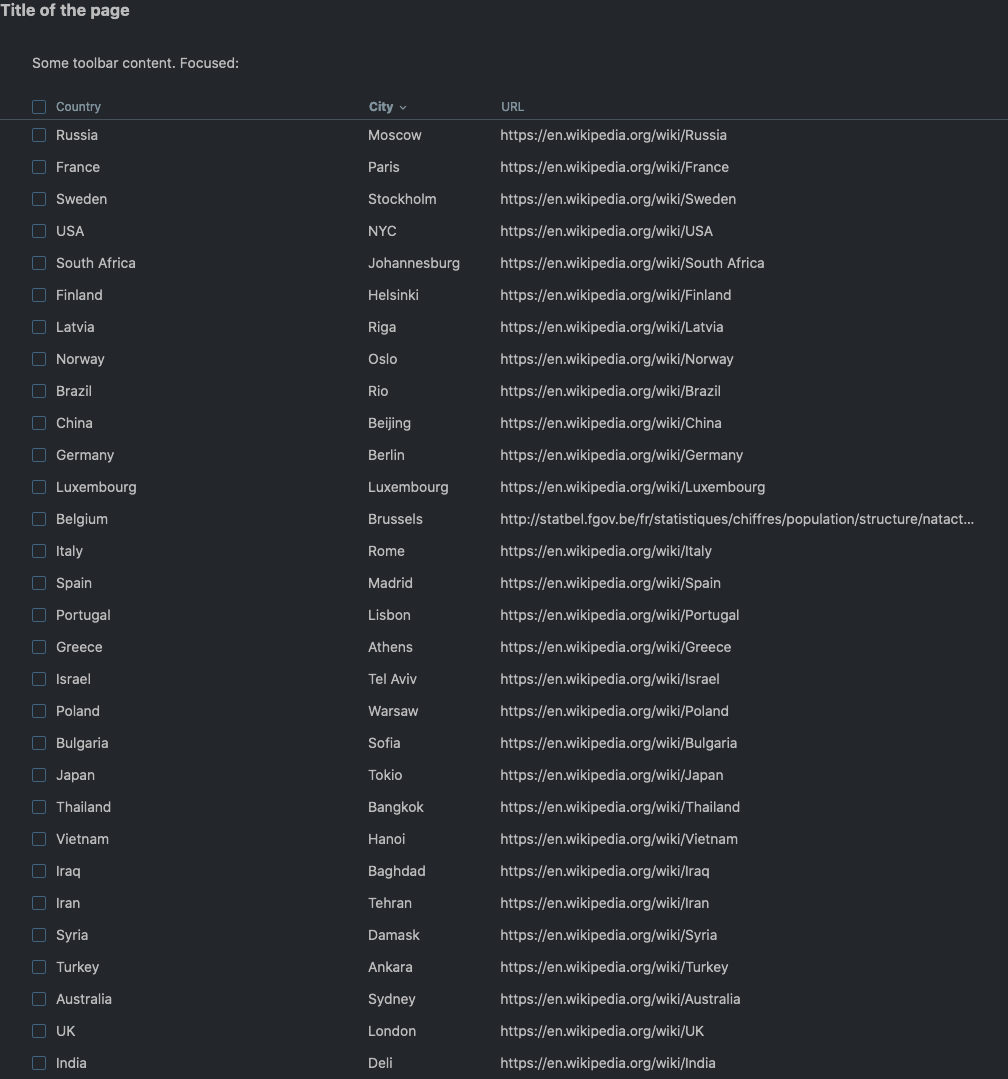 Title of the page
Some toolbar content. Focused:
Country City URL
Russia Moscow https://en.wikipedia.org/wiki/Russia
France Paris https://en.wikipedia.org/wiki/France
Sweden Stockholm https://en.wikipedia.org/wiki/Sweden
USA NYC https://en.wikipedia.org/wiki/USA
South Africa Johannesburg https://en.wikipedia.org/wiki/South Africa
Finland Helsinki https://en.wikipedia.org/wiki/Finland
Latvia Riga https://en.wikipedia.org/wiki/Latvia
Norway Oslo https://en.wikipedia.org/wiki/Norway
Brazil Rio https://en.wikipedia.org/wiki/Brazil
China Beijing https://en.wikipedia.org/wiki/China
Germany Berlin https://en.wikipedia.org/wiki/Germany
Luxembourg Luxembourg https://en.wikipedia.org/wiki/Luxembourg
Belgium Brussels http://statbel.fgov.be/fr/statistiques/chiffres/population/structure/natact...
Italy Rome https://en.wikipedia.org/wiki/Italy
Spain Madrid https://en.wikipedia.org/wiki/Spain
Portugal Lisbon https://en.wikipedia.org/wiki/Portugal
Greece Athens https://en.wikipedia.org/wiki/Greece
Israel Tel Aviv https://en.wikipedia.org/wiki/Israel
Poland Warsaw https://en.wikipedia.org/wiki/Poland
Bulgaria Sofia https://en.wikipedia.org/wiki/Bulgaria
Japan Tokio https://en.wikipedia.org/wiki/Japan
Thailand Bangkok https://en.wikipedia.org/wiki/Thailand
Vietnam Hanoi https://en.wikipedia.org/wiki/Vietnam
Iraq Baghdad https://en.wikipedia.org/wiki/Iraq
Iran Tehran https://en.wikipedia.org/wiki/Iran
Syria Damask https://en.wikipedia.org/wiki/Syria
Turkey Ankara https://en.wikipedia.org/wiki/Turkey
Australia Sydney https://en.wikipedia.org/wiki/Australia
UK London https://en.wikipedia.org/wiki/UK
India Deli https://en.wikipedia.org/wiki/India